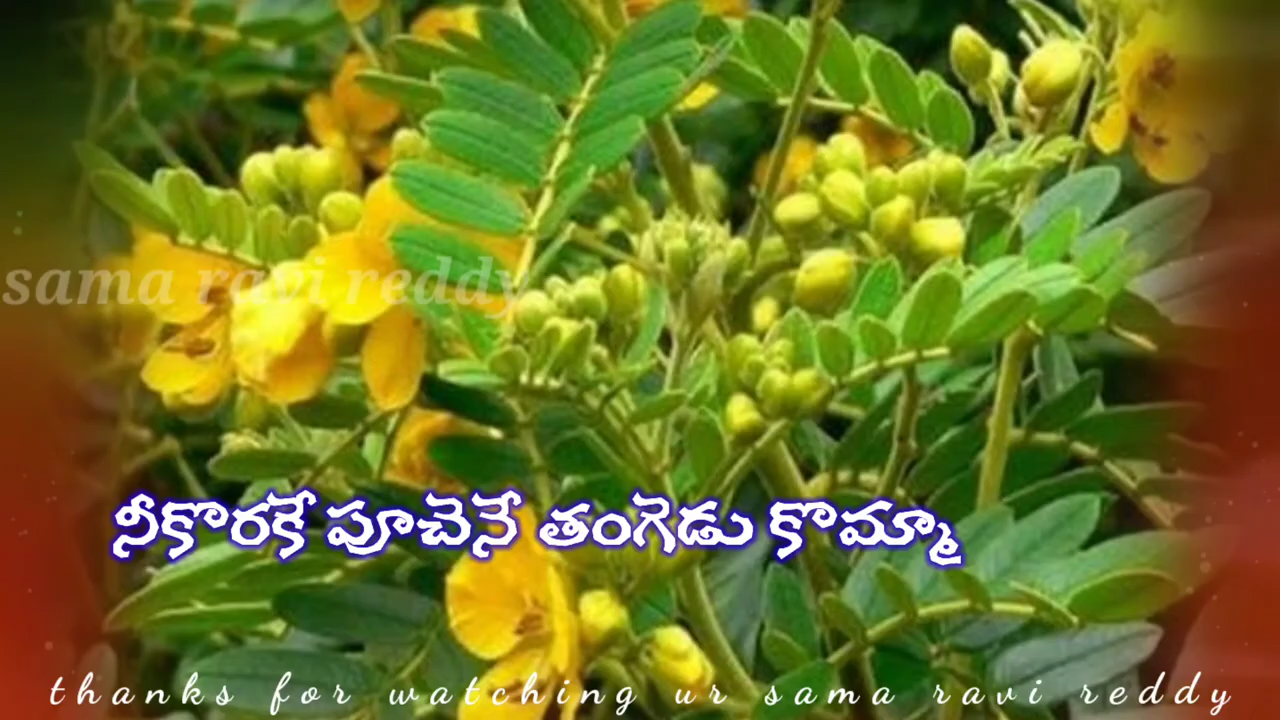 sama ravi reddy
నీకొరకే పూచెనే తంగెడు కొమ్మా
thanks for watching ur sama ravi reddy